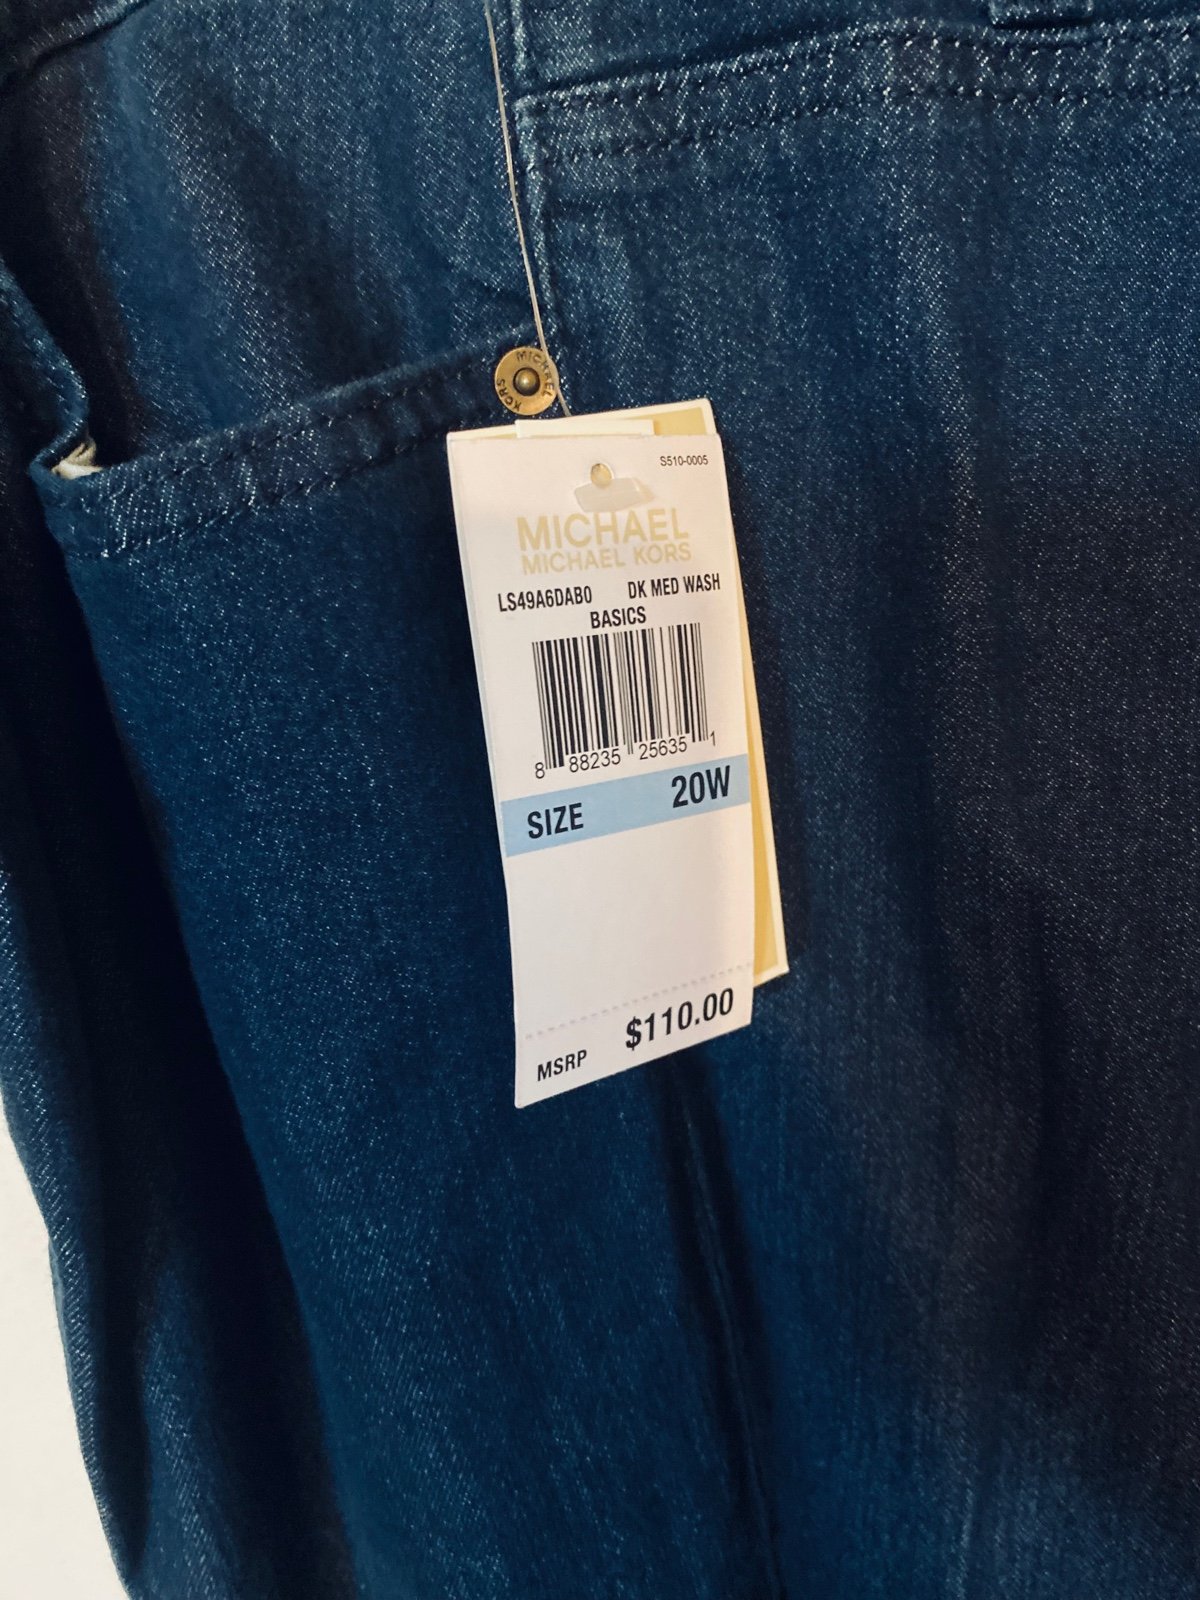 MICHAEL KORS
S510-0005
MICHAEL
MICHAEL KORS
LS49A6DAB0 DK MED WASH
BASICS
8 88235 25635 1
SIZE 20W
MSRP $110.00